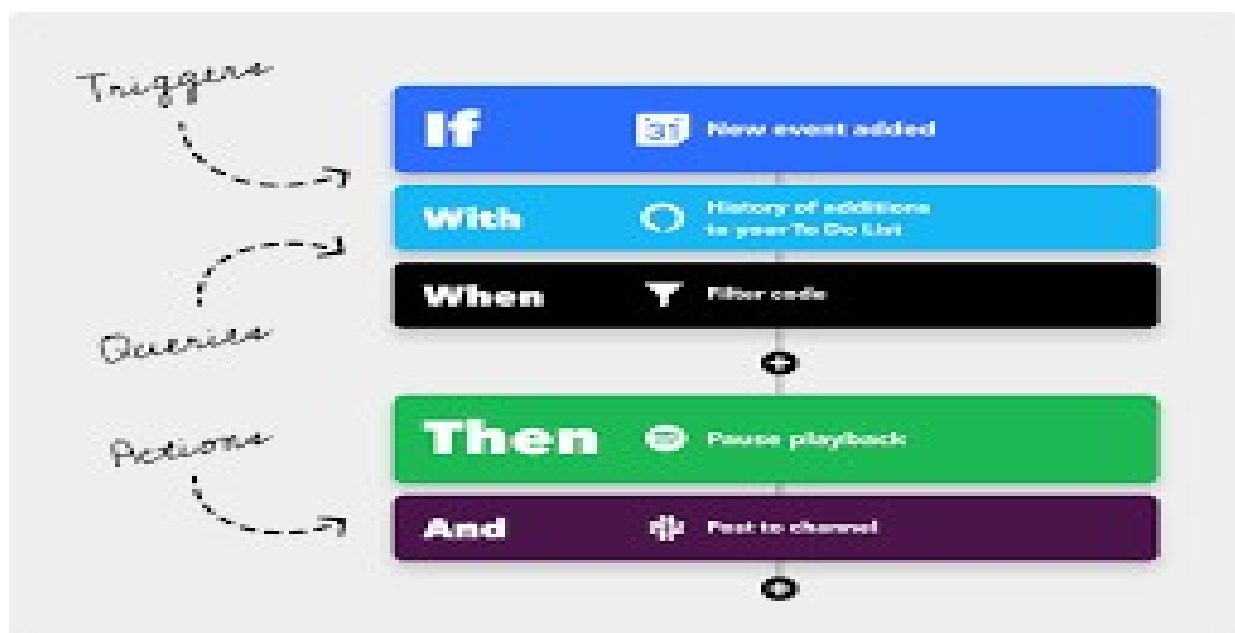 Triggers
If
31
New event added
With
History of additions
to your To Do List
When
Filter code
Queries
Then
Pause playback
Actions
And
Post to channel